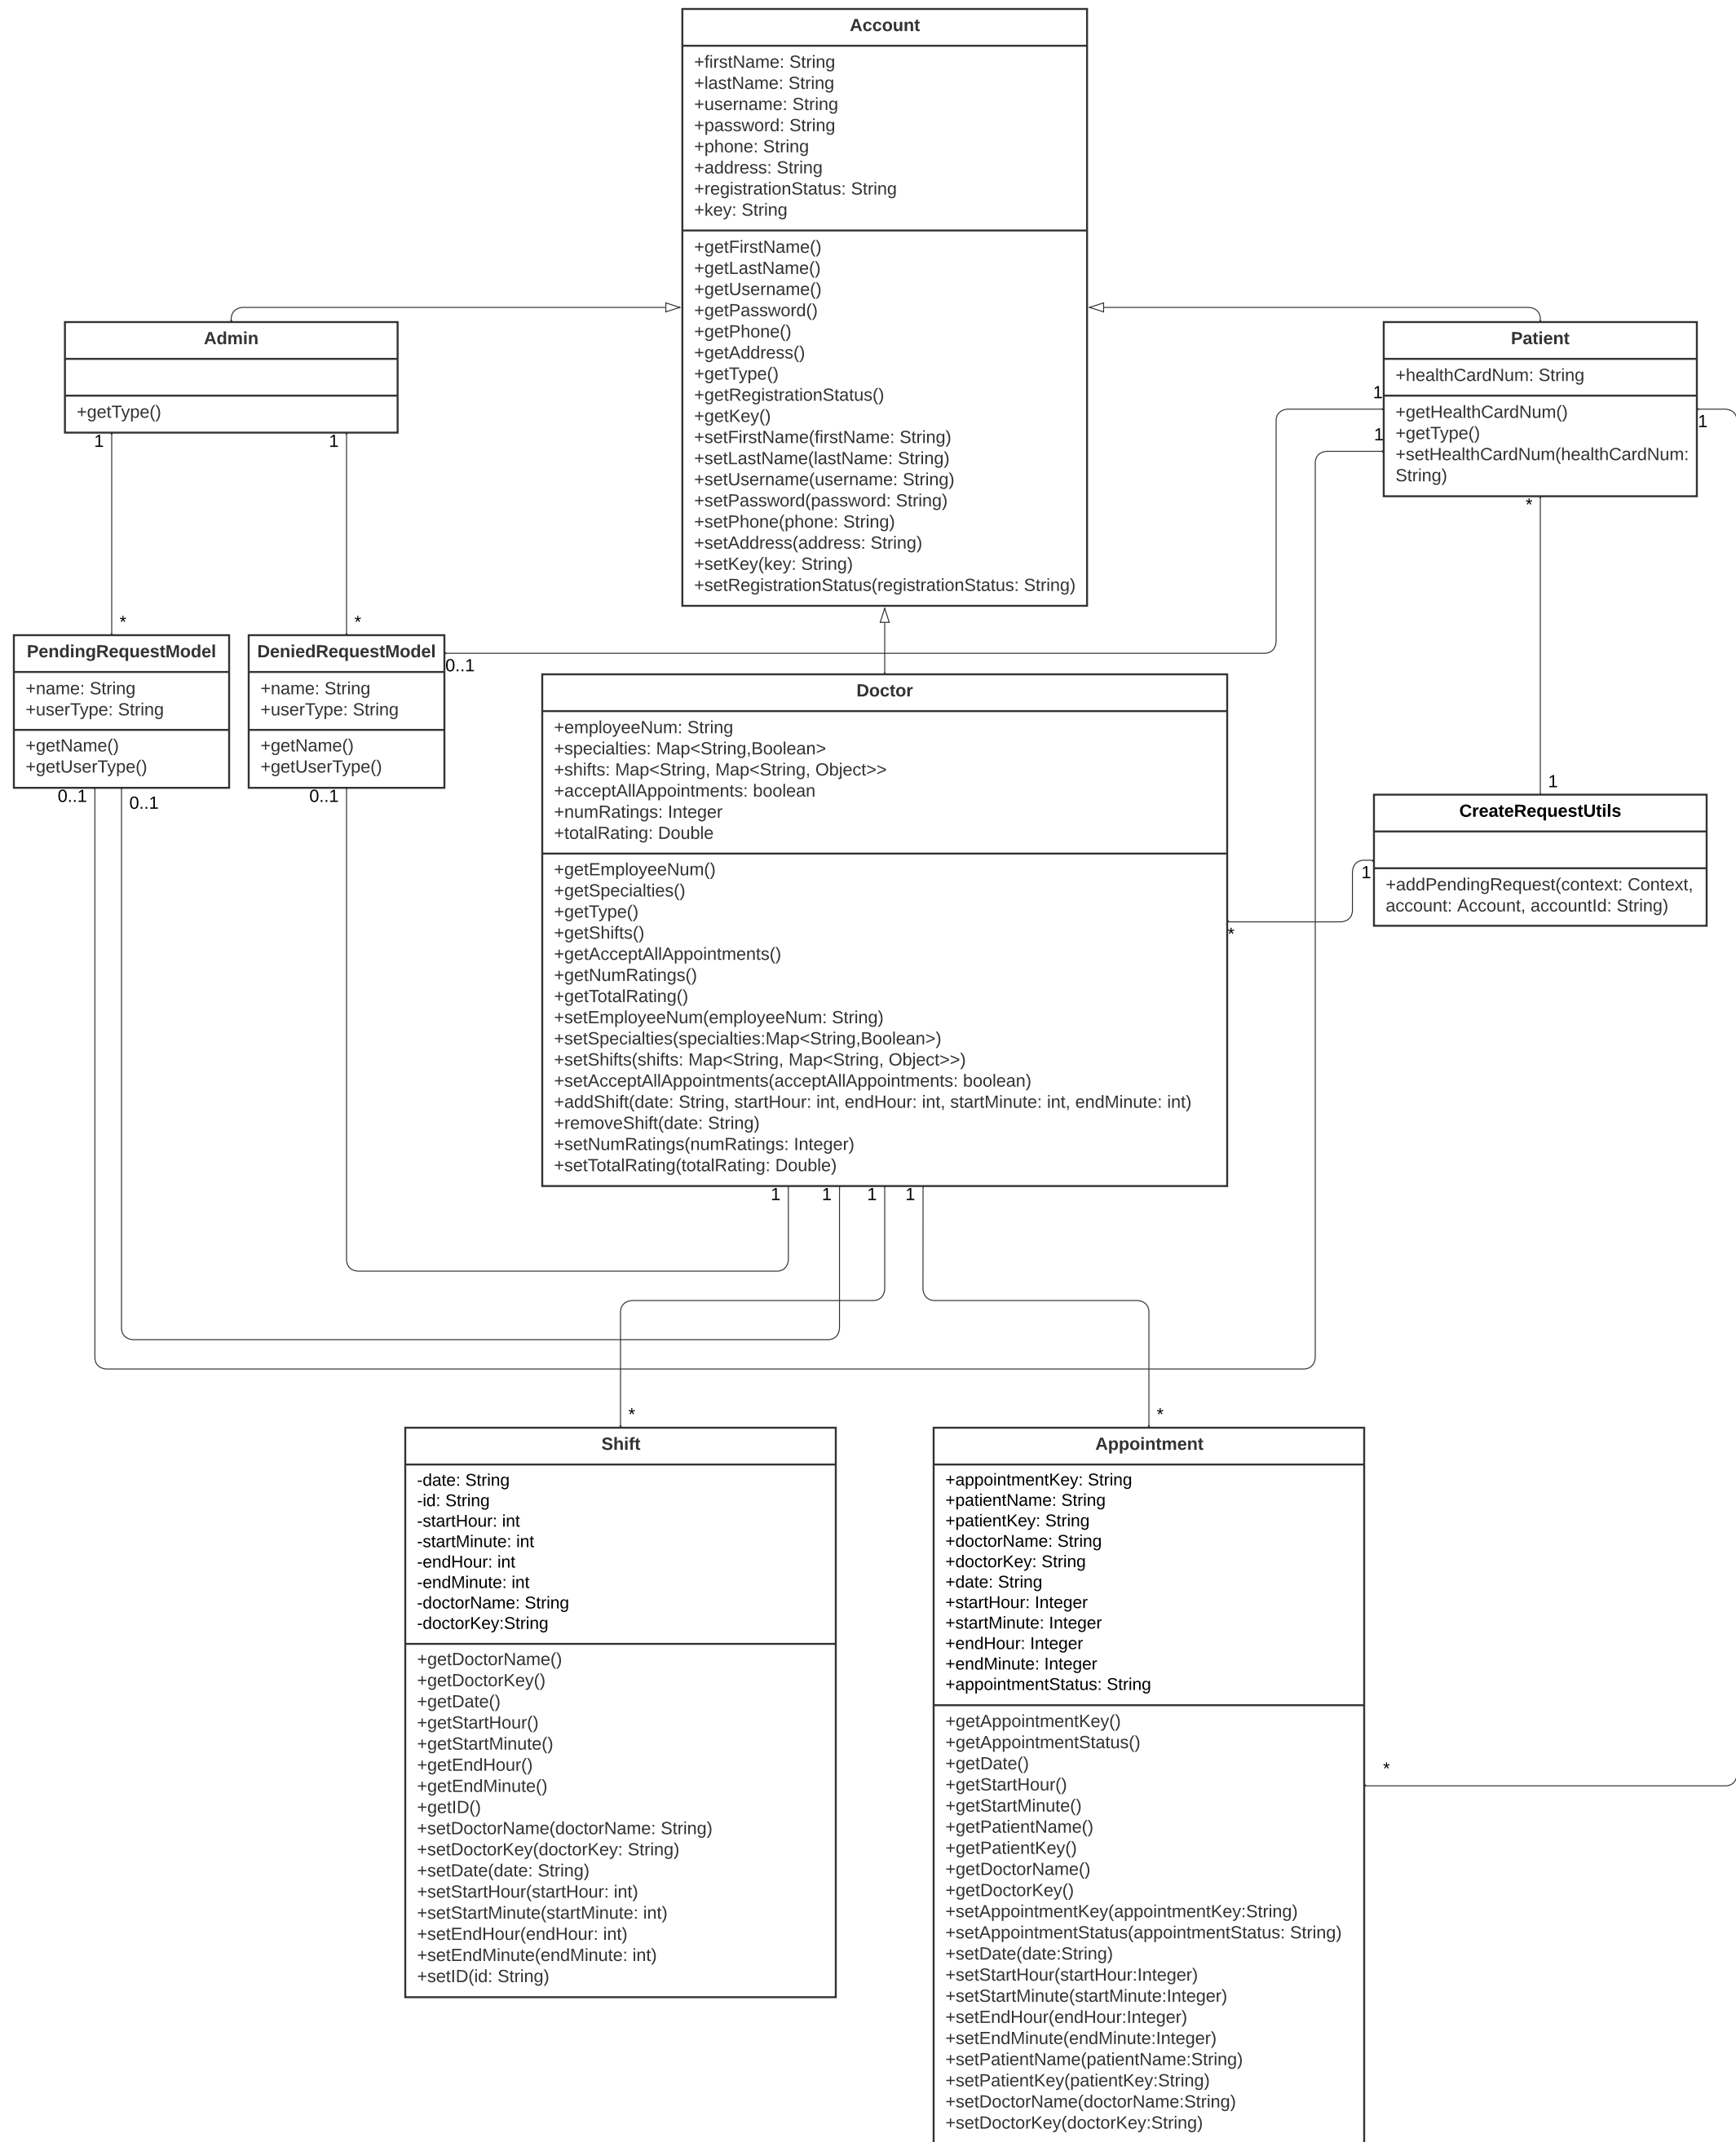 Account
+firstName: String
+lastName: String
+username: String
+password: String
+phone: String
+address: String
+registrationStatus: String
+key: String
+getFirstName()
+getLastName()
+getUsername()
+getPassword()
+getPhone()
+getAddress()
+getType()
+getRegistrationStatus()
+getKey()
+setFirstName(firstName: String)
+setLastName(lastName: String)
+setUsername(username: String)
+setPassword(password: String)
+setPhone(phone: String)
+setAddress(address: String)
+setKey(key: String)
+setRegistrationStatus(registrationStatus: String)
Admin
+getType()
1
1
Patient
+healthCardNum: String
+getHealthCardNum()
+getType()
+setHealthCardNum(healthCardNum:
String)
1
1
1
*
*
*
PendingRequestModel
+name: String
+userType: String
+getName()
+getUserType()
0..1
0..1
DeniedRequestModel
+name: String
+userType: String
+getName()
+getUserType()
0..1
0..1
Doctor
+employeeNum: String
+specialties: Map<String,Boolean>
+shifts: Map<String, Map<String, Object>>
+acceptAllAppointments: boolean
+numRatings: Integer
+totalRating: Double
+getEmployeeNum()
+getSpecialties()
+getType()
+getShifts()
+getAcceptAllAppointments()
+getNumRatings()
+getTotalRating()
+setEmployeeNum(employeeNum: String)
+setSpecialties(specialties:Map<String,Boolean>)
+setShifts(shifts: Map<String, Map<String, Object>>)
+setAcceptAllAppointments(acceptAllAppointments: boolean)
+addShift(date: String, startHour: int, endHour: int, startMinute: int, endMinute: int)
+removeShift(date: String)
+setNumRatings(numRatings: Integer)
+setTotalRating(totalRating: Double)
1
CreateRequestUtils
+addPendingRequest(context: Context,
account: Account, accountId: String)
1
*
1
1
1
1
*
*
Shift
-date: String
-id: String
-startHour: int
-startMinute: int
-endHour: int
-endMinute: int
-doctorName: String
-doctorKey:String
+getDoctorName()
+getDoctorKey()
+getDate()
+getStartHour()
+getStartMinute()
+getEndHour()
+getEndMinute()
+getID()
+setDoctorName(doctorName: String)
+setDoctorKey(doctorKey: String)
+setDate(date: String)
+setStartHour(startHour: int)
+setStartMinute(startMinute: int)
+setEndHour(endHour: int)
+setEndMinute(endMinute: int)
+setID(id: String)
Appointment
+appointmentKey: String
+patientName: String
+patientKey: String
+doctorName: String
+doctorKey: String
+date: String
+startHour: Integer
+startMinute: Integer
+endHour: Integer
+endMinute: Integer
+appointmentStatus: String
+getAppointmentKey()
+getAppointmentStatus()
+getDate()
+getStartHour()
+getStartMinute()
+getPatientName()
+getPatientKey()
+getDoctorName()
+getDoctorKey()
+setAppointmentKey(appointmentKey:String)
+setAppointmentStatus(appointmentStatus: String)
+setDate(date:String)
+setStartHour(startHour:Integer)
+setStartMinute(startMinute:Integer)
+setEndHour(endHour:Integer)
+setEndMinute(endMinute:Integer)
+setPatientName(patientName:String)
+setPatientKey(patientKey:String)
+setDoctorName(doctorName:String)
+setDoctorKey(doctorKey:String)
*